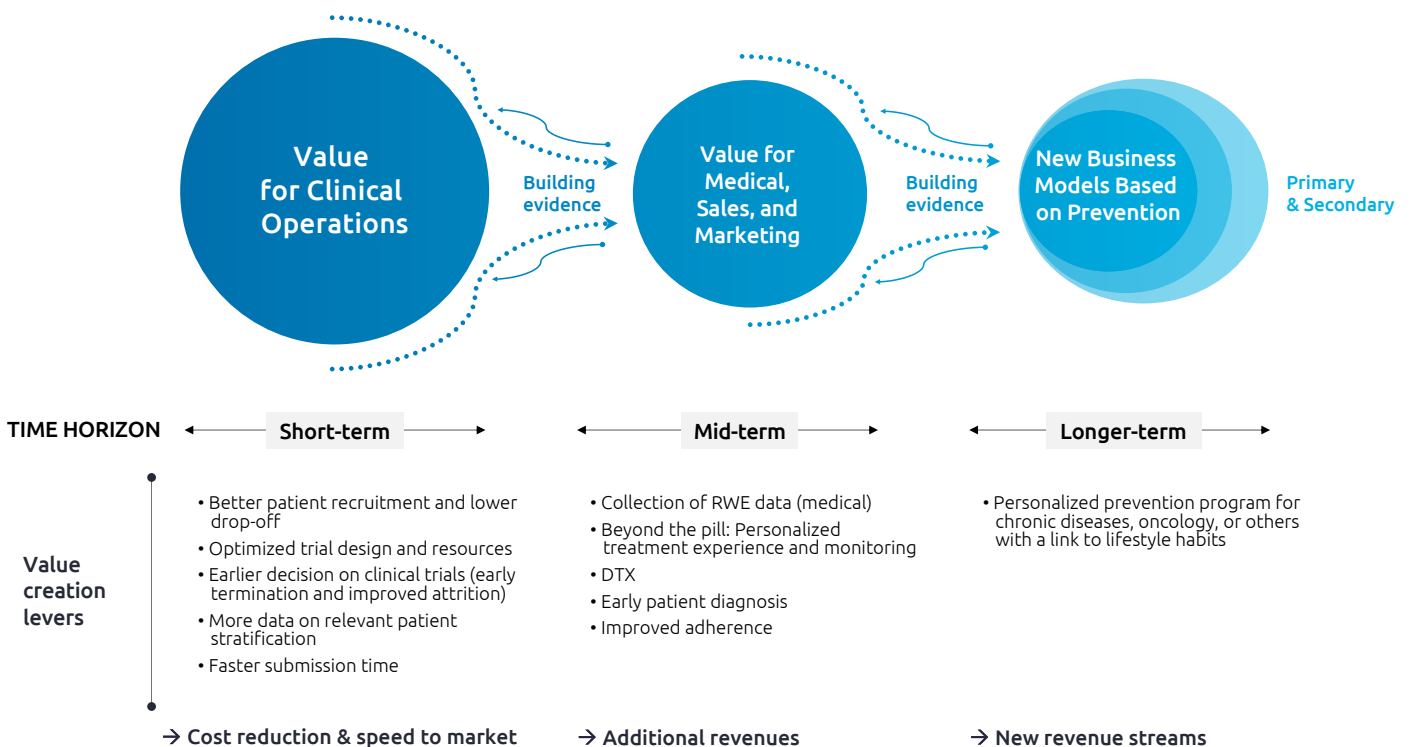 Value
for Clinical
Operations
Building
evidence
Value for
Medical,
Sales, and
Marketing
Building
evidence
New Business
Models Based
on Prevention
Primary
& Secondary
TIME HORIZON
Short-term
Mid-term
Longer-term
Value
creation
levers
• Better patient recruitment and lower
drop-off
• Optimized trial design and resources
• Earlier decision on clinical trials (early
termination and improved attrition)
• More data on relevant patient
stratification
• Faster submission time
• Collection of RWE data (medical)
• Beyond the pill: Personalized
treatment experience and monitoring
• DTX
• Early patient diagnosis
• Improved adherence
• Personalized prevention program for
chronic diseases, oncology, or others
with a link to lifestyle habits
→ Cost reduction & speed to market
→ Additional revenues
→ New revenue streams